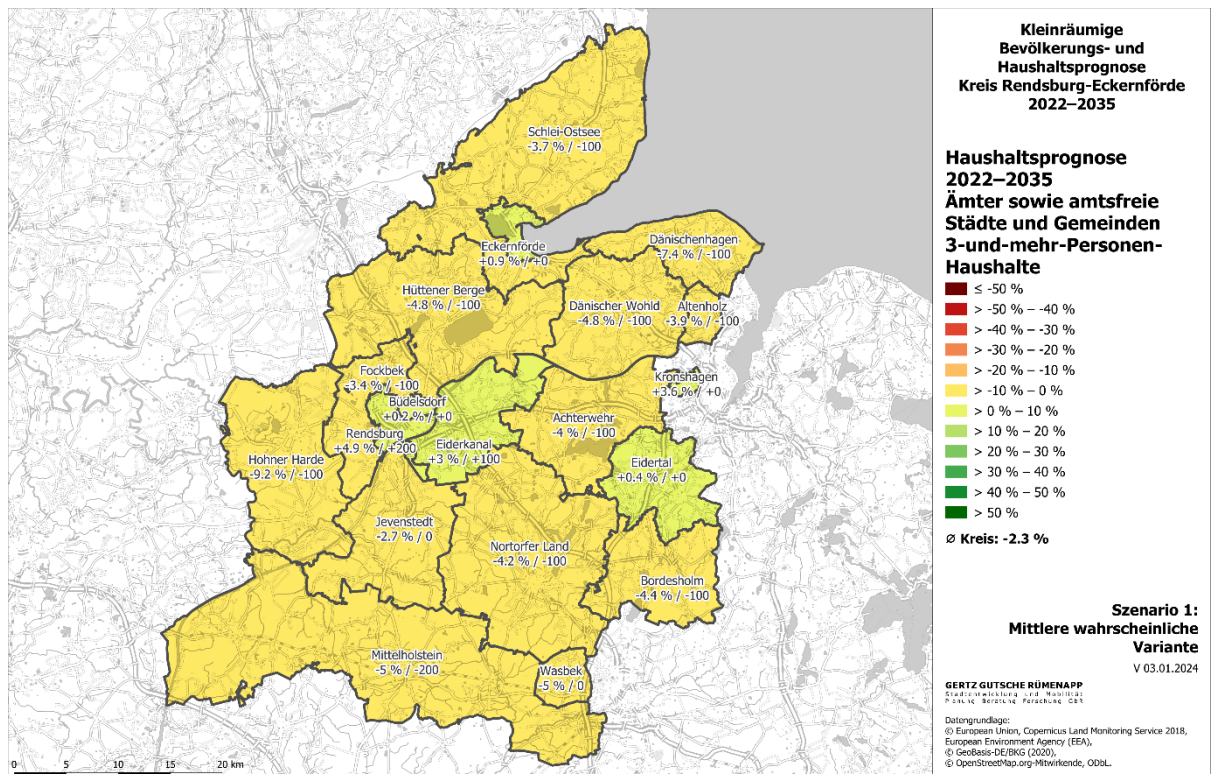 Schlei-Ostsee
-3.7 % / -100
Eckernförde
+0.9 % / +0
Dänischenhagen
-7.4 % / -100
Hüttener Berge
-4.8 % / -100
Dänischer Wohld
-4.8 % / -100
Altenholz
-3.9 % / -100
Fockbek
-3.4 % / -100
Kronshagen
+3.6 % / +0
Büdelsdorf
+0.2 % / +0
Achterwehr
-4 % / -100
Rendsburg
+4.9 % / +200
Eiderkanal
+3 % / +100
Hohner Harde
-9.2 % / -100
Eidertal
+0.4 % / +0
Jevenstedt
-2.7 % / 0
Nortorfer Land
-4.2 % / -100
Bordesholm
-4.4 % / -100
Mittelholstein
-5 % / -200
Wasbek
-5 % / 0
0 5 10 15 20 km
Kleinräumige
Bevölkerungs- und
Haushaltsprognose
Kreis Rendsburg-Eckernförde
2022–2035
Haushaltsprognose
2022–2035
Ämter sowie amtsfreie
Städte und Gemeinden
3-und-mehr-Personen-
Haushalte
≤ -50 %
> -50 % – -40 %
> -40 % – -30 %
> -30 % – -20 %
> -20 % – -10 %
> -10 % – 0 %
> 0 % – 10 %
> 10 % – 20 %
> 20 % – 30 %
> 30 % – 40 %
> 40 % – 50 %
> 50 %
⌀ Kreis: -2.3 %
Szenario 1:
Mittlere wahrscheinliche
Variante
V 03.01.2024
GERTZ GUTSCHE RÜMENAPP
Stadtentwicklung und Mobilität
Planung Beratung Forschung GbR
Datengrundlage:
© European Union, Copernicus Land Monitoring Service 2018,
European Environment Agency (EEA),
© GeoBasis-DE/BKG (2020),
© OpenStreetMap.org-Mitwirkende, ODbL.